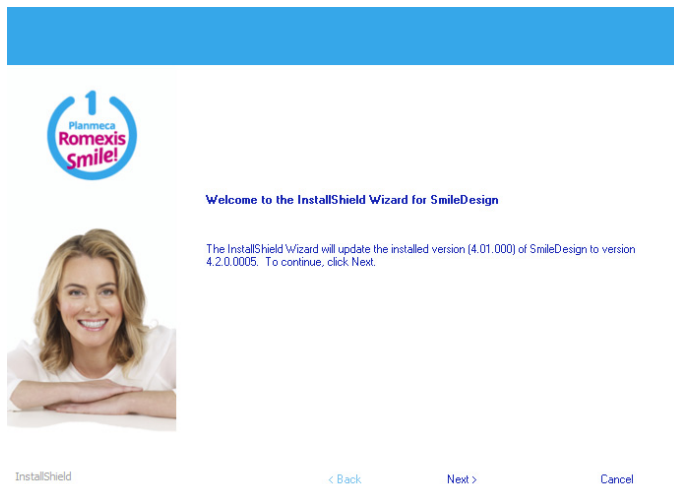 1
Planmeca
Romexis
Smile!
Welcome to the InstallShield Wizard for SmileDesign
The InstallShield Wizard will update the installed version (4.01.000) of SmileDesign to version
4.2.0.0005.  To continue, click Next.
InstallShield
< Back
Next >
Cancel